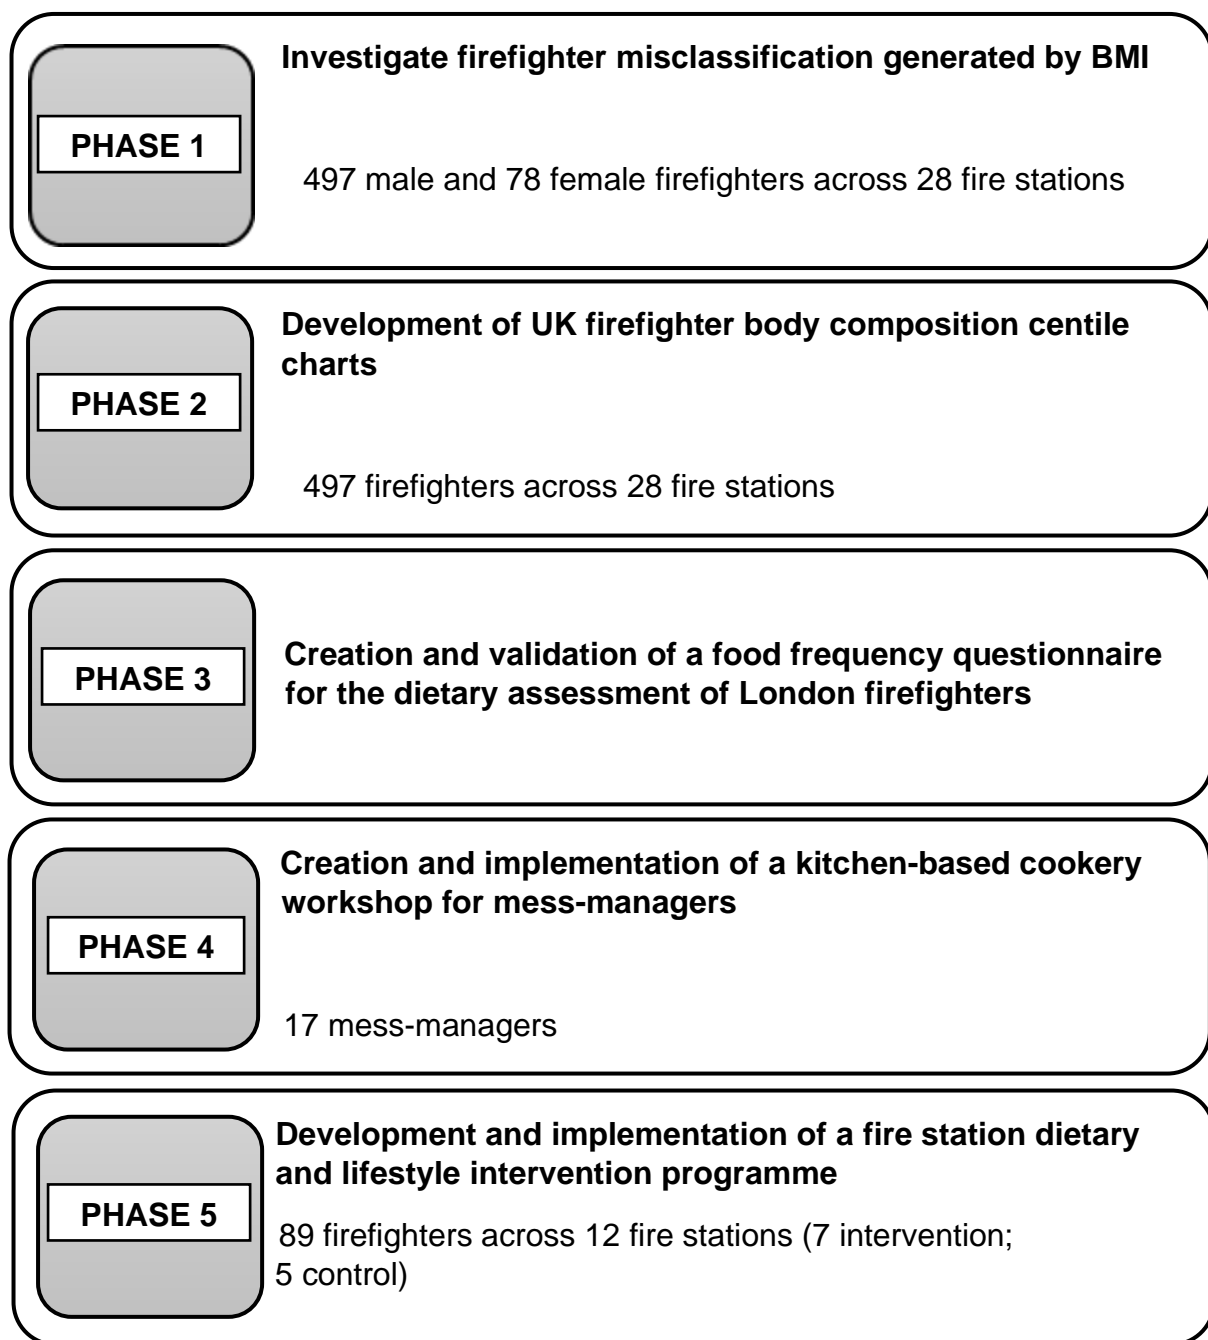 PHASE 1
Investigate firefighter misclassification generated by BMI
497 male and 78 female firefighters across 28 fire stations
PHASE 2
Development of UK firefighter body composition centile
charts
497 firefighters across 28 fire stations
PHASE 3
Creation and validation of a food frequency questionnaire
for the dietary assessment of London firefighters
PHASE 4
Creation and implementation of a kitchen-based cookery
workshop for mess-managers
17 mess-managers
PHASE 5
Development and implementation of a fire station dietary
and lifestyle intervention programme
89 firefighters across 12 fire stations (7 intervention;
5 control)